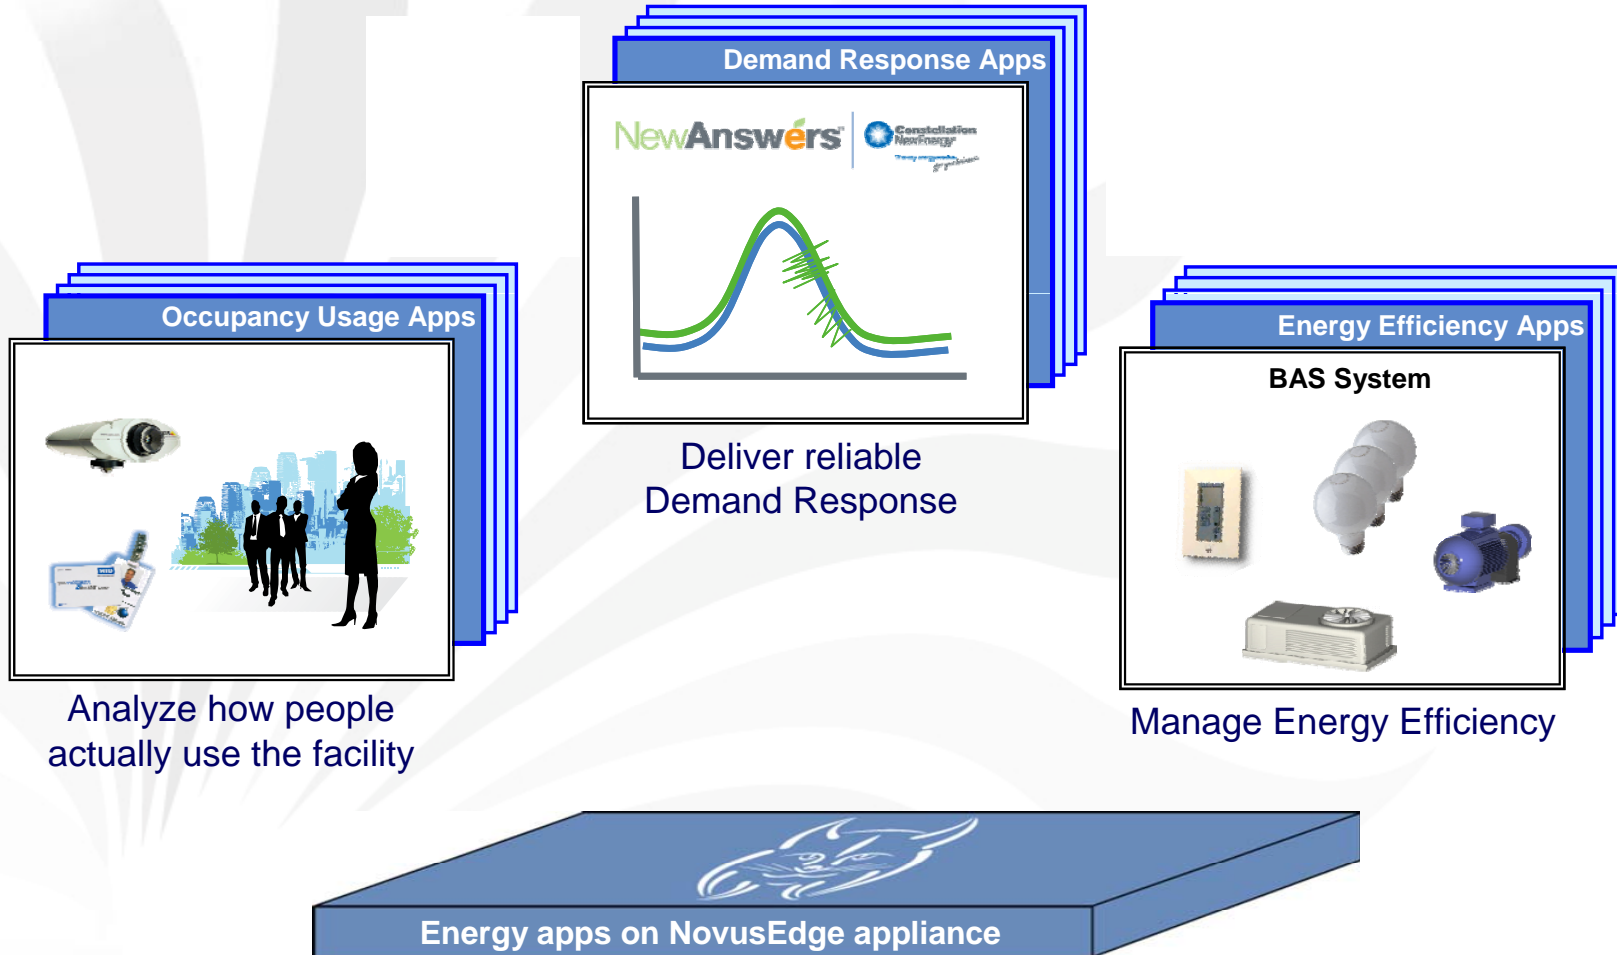 Demand Response Apps
NewAnswérs
Constellation
NewEnergy
Occupancy Usage Apps
Energy Efficiency Apps
BAS System
Deliver reliable
Demand Response
Analyze how people
actually use the facility
Manage Energy Efficiency
Energy apps on NovusEdge appliance